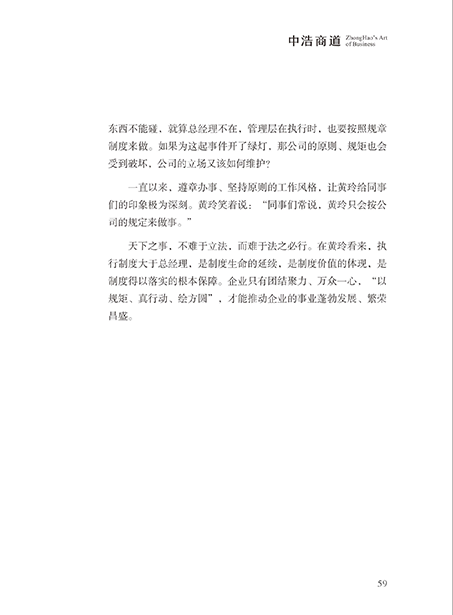 中浩商道 ZhongHao's Art
of Business
东西不能碰，就算总经理不在，管理层在执行时，也要按照规章
制度来做。如果为这起事件开了绿灯，那公司的原则、规矩也会
受到破坏，公司的立场又该如何维护?
一直以来，遵章办事、坚持原则的工作风格，让黄玲给同事
们的印象极为深刻。黄玲笑着说：“同事们常说，黄玲只会按公
司的规定来做事。”
天下之事，不难于立法，而难于法之必行。在黄玲看来，执
行制度大于总经理，是制度生命的延续，是制度价值的体现，是
制度得以落实的根本保障。企业只有团结聚力、万众一心，“以
规矩、真行动、绘方圆”，才能推动企业的事业蓬勃发展、繁荣
昌盛。
59